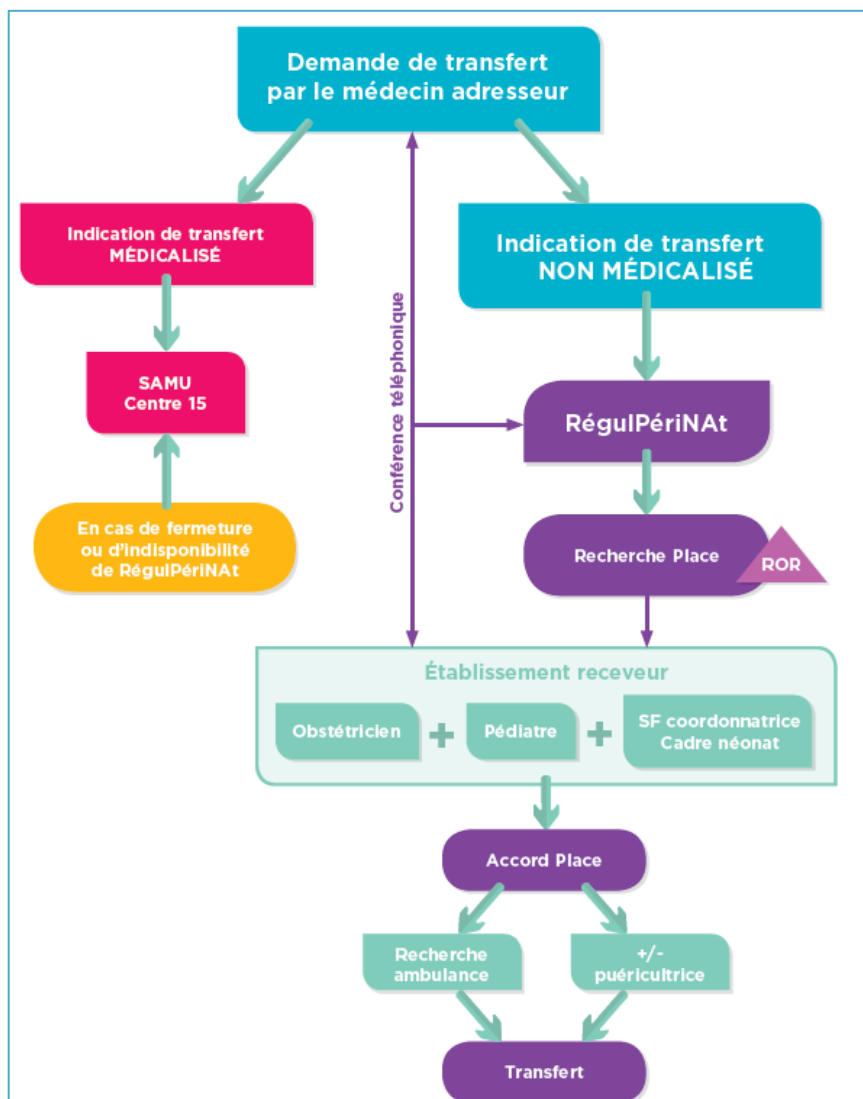 Demande de transfert
par le médecin adresseur
Indication de transfert
MÉDICALISÉ
Indication de transfert
NON MÉDICALISÉ
Conférence téléphonique
SAMU
Centre 15
RégulPériNAt
En cas de fermeture
ou d'indisponibilité
de RégulPériNAt
Recherche Place
ROR
Établissement receveur
Obstétricien
+
Pédiatre
+
SF coordonnatrice
Cadre néonat
Accord Place
Recherche
ambulance
+/-
puéricultrice
Transfert